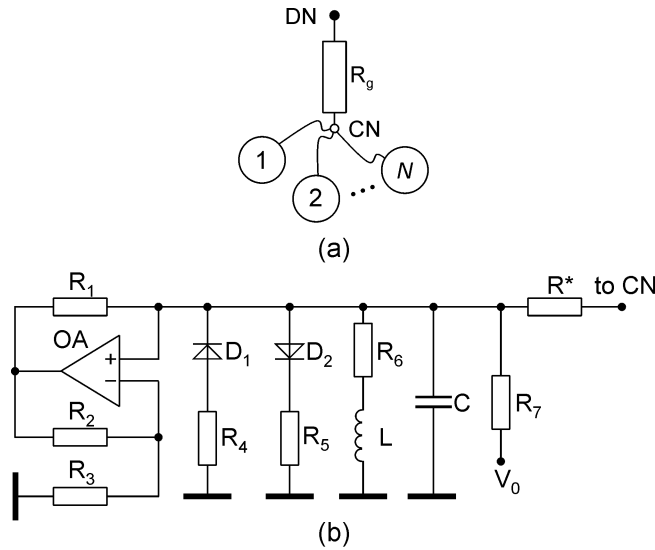 DN
R_g
CN
1
2
N
(a)
R_1
R* to CN
OA
+
−
D_1
D_2
R_6
C
R_7
R_2
R_4
R_5
L
R_3
V_0
(b)